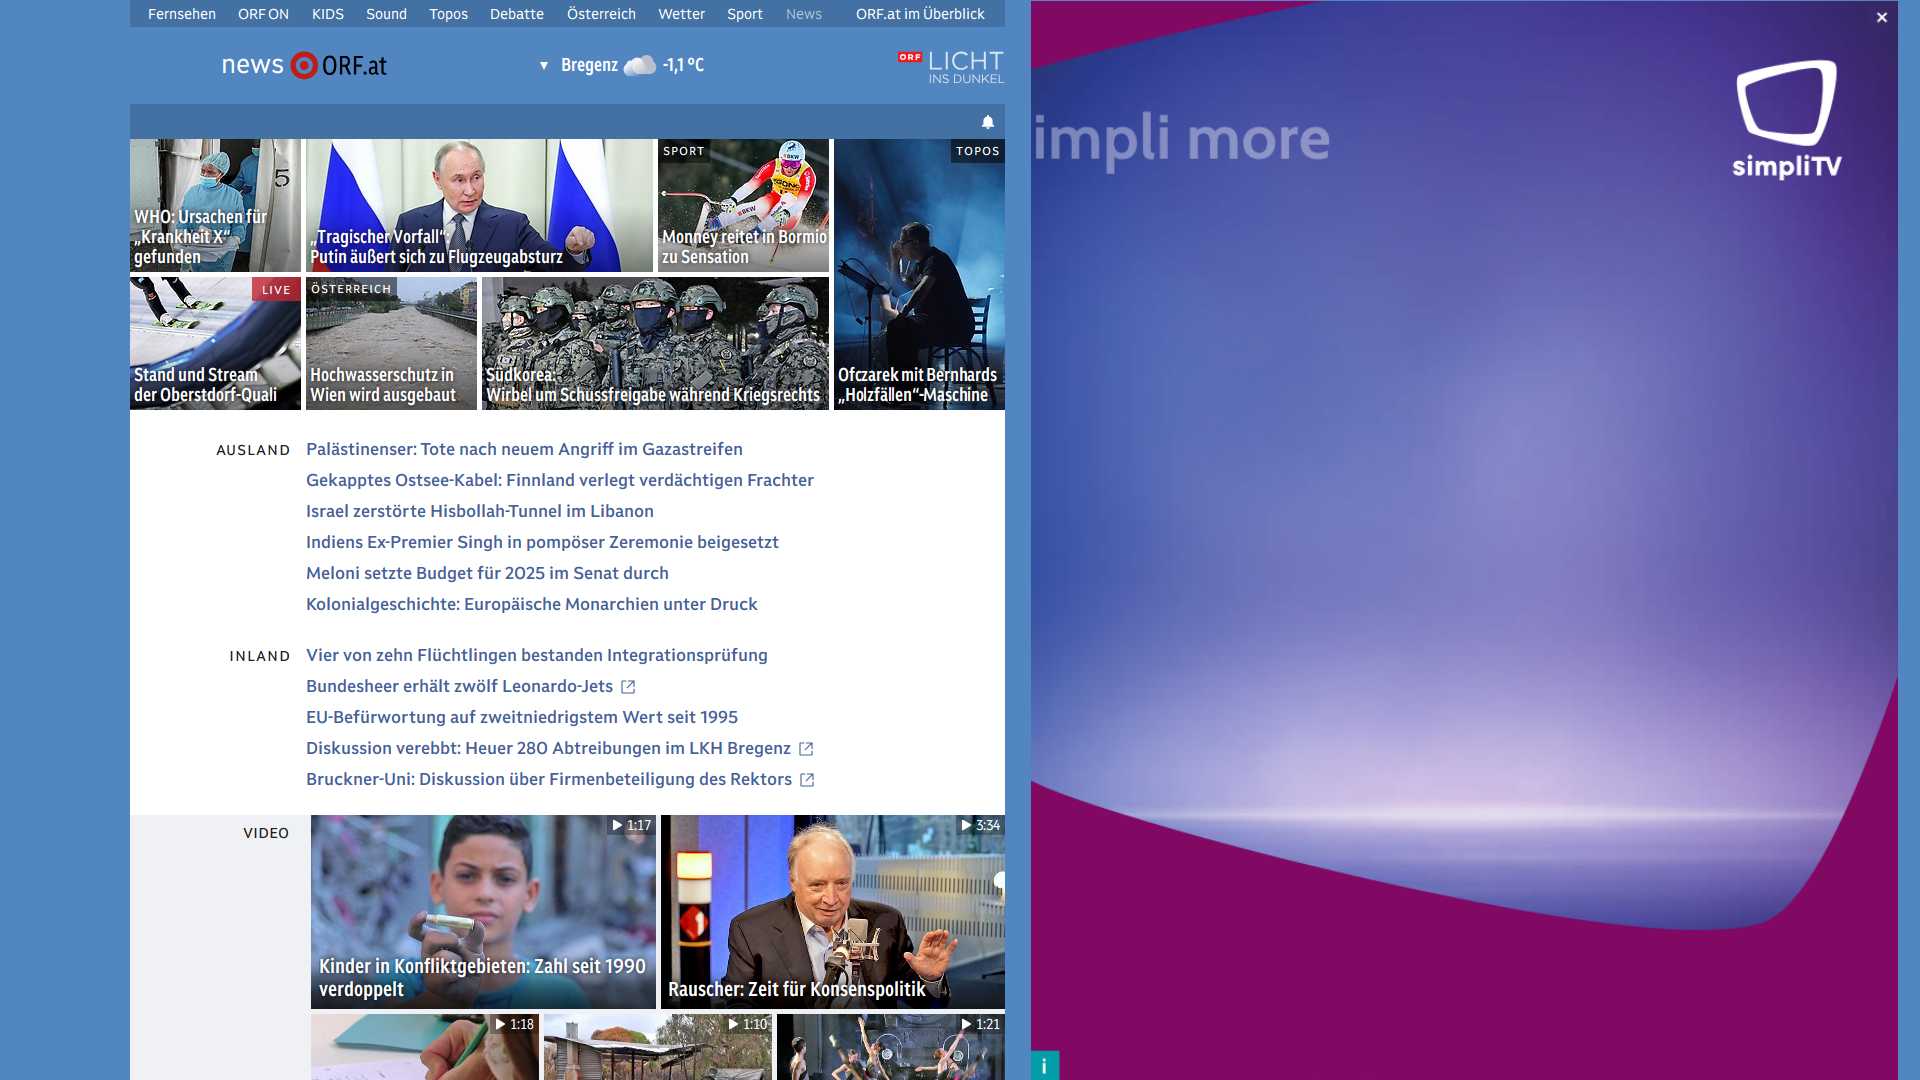 Fernsehen ORF ON KIDS Sound Topos Debatte Österreich Wetter Sport News ORF.at im Überblick
news ORF.at
▼ Bregenz -1,1 °C
ORF LICHT
INS DUNKEL
5
WHO: Ursachen für
„Krankheit X“
gefunden
„Tragischer Vorfall“:
Putin äußert sich zu Flugzeugabsturz
SPORT
Monney reitet in Bormio
zu Sensation
TOPOS
Ofczarek mit Bernhards
„Holzfällen“-Maschine
LIVE
Stand und Stream
der Oberstdorf-Quali
ÖSTERREICH
Hochwasserschutz in
Wien wird ausgebaut
Südkorea:
Wirbel um Schussfreigabe während Kriegsrechts
AUSLAND
Palästinenser: Tote nach neuem Angriff im Gazastreifen
Gekapptes Ostsee-Kabel: Finnland verlegt verdächtigen Frachter
Israel zerstörte Hisbollah-Tunnel im Libanon
Indiens Ex-Premier Singh in pompöser Zeremonie beigesetzt
Meloni setzte Budget für 2025 im Senat durch
Kolonialgeschichte: Europäische Monarchien unter Druck
INLAND
Vier von zehn Flüchtlingen bestanden Integrationsprüfung
Bundesheer erhält zwölf Leonardo-Jets
EU-Befürwortung auf zweitniedrigstem Wert seit 1995
Diskussion verebbt: Heuer 280 Abtreibungen im LKH Bregenz
Bruckner-Uni: Diskussion über Firmenbeteiligung des Rektors
VIDEO
1:17
Kinder in Konfliktgebieten: Zahl seit 1990
verdoppelt
3:34
Rauscher: Zeit für Konsenspolitik
1:18
1:10
1:21
impli more
simpliTV
i